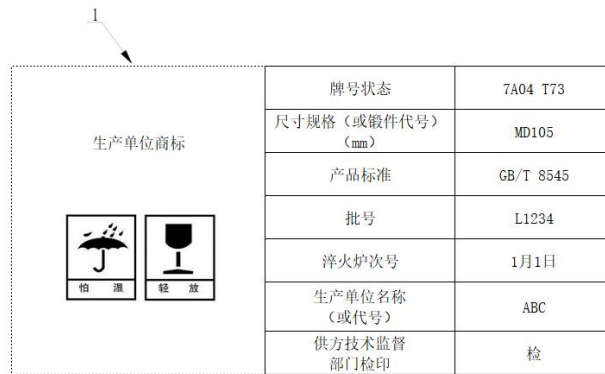 1
生产单位商标
怕 湿
轻 放
牌号状态
7A04 T73
尺寸规格（或锻件代号）
（mm）
MD105
产品标准
GB/T 8545
批号
L1234
淬火炉次号
1月1日
生产单位名称
（或代号）
ABC
供方技术监督
部门检印
检